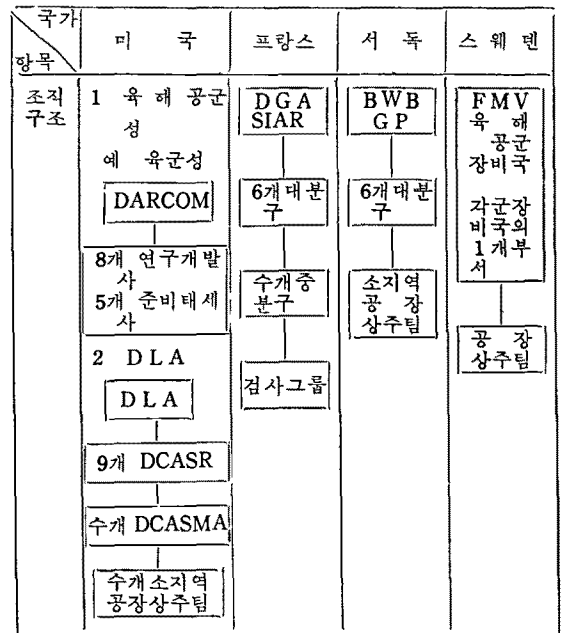 국가
항목
미 국
프랑스
서 독
스 웨 덴
조직
구조
1 육 해 공군
성
예 육군성
DARCOM
8개 연구개발
사
5개 준비태세
사
2 DLA
DLA
9개 DCASR
수개 DCASMA
수개소지역
공장상주팀
DGA
SIAR
6개대분
구
수개중
분구
검사그룹
BWB
GP
6개대분
구
소지역
공 장
상주팀
FMV
육 해
공군
장비국
각군장
비국의
1개부
서
공 장
상주팀